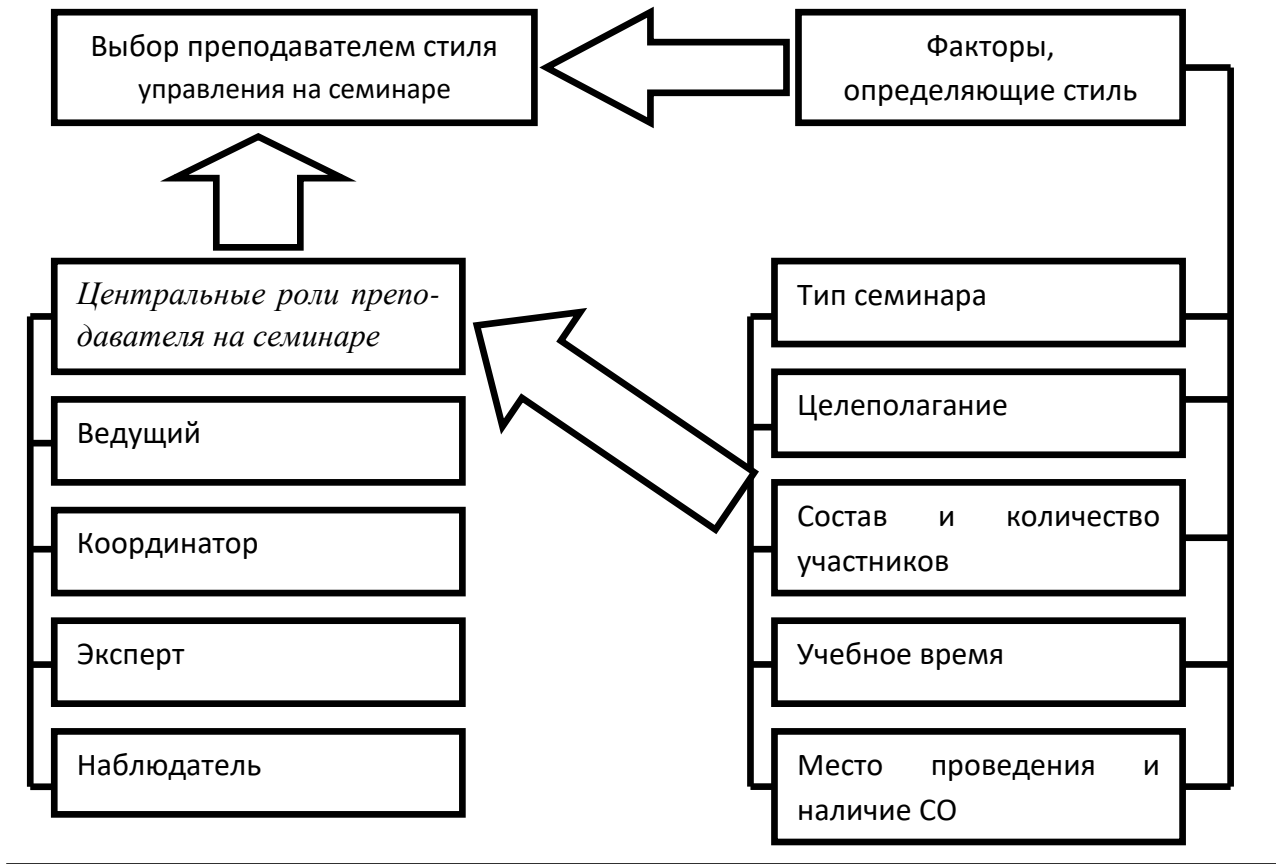 Выбор преподавателем стиля
управления на семинаре
Факторы,
определяющие стиль
Центральные роли препо-
давателя на семинаре
Ведущий
Координатор
Эксперт
Наблюдатель
Тип семинара
Целеполагание
Состав и количество
участников
Учебное время
Место проведения и
наличие СО